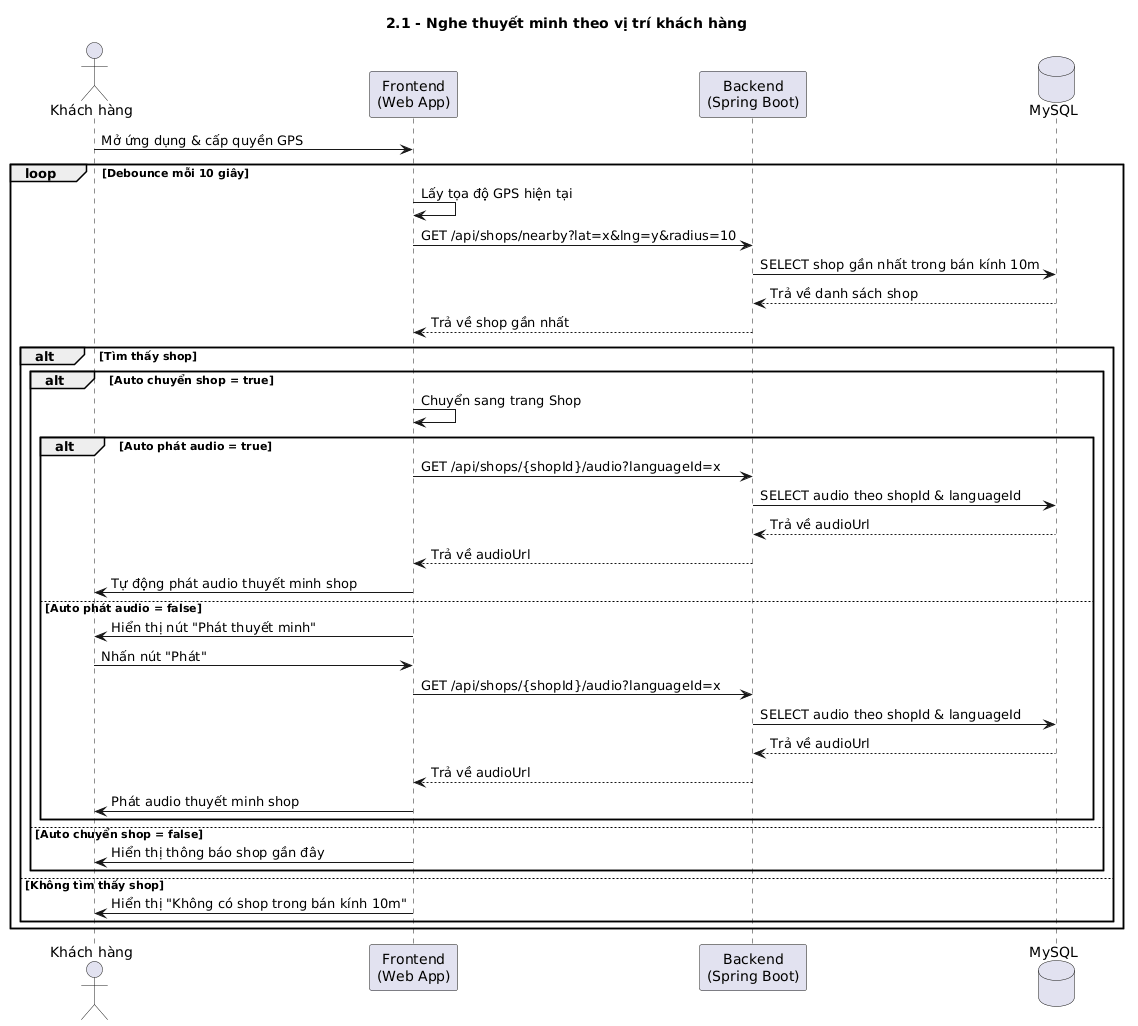 2.1 - Nghe thuyết minh theo vị trí khách hàng
Khách hàng
Frontend
(Web App)
Backend
(Spring Boot)
MySQL
Mở ứng dụng & cấp quyền GPS
loop [Debounce mỗi 10 giây]
Lấy tọa độ GPS hiện tại
GET /api/shops/nearby?lat=x&lng=y&radius=10
SELECT shop gần nhất trong bán kính 10m
Trả về danh sách shop
Trả về shop gần nhất
alt [Tìm thấy shop]
alt [Auto chuyển shop = true]
Chuyển sang trang Shop
alt [Auto phát audio = true]
GET /api/shops/{shopId}/audio?languageId=x
SELECT audio theo shopId & languageId
Trả về audioUrl
Trả về audioUrl
Tự động phát audio thuyết minh shop
[Auto phát audio = false]
Hiển thị nút "Phát thuyết minh"
Nhấn nút "Phát"
GET /api/shops/{shopId}/audio?languageId=x
SELECT audio theo shopId & languageId
Trả về audioUrl
Trả về audioUrl
Phát audio thuyết minh shop
[Auto chuyển shop = false]
Hiển thị thông báo shop gần đây
[Không tìm thấy shop]
Hiển thị "Không có shop trong bán kính 10m"
Khách hàng
Frontend
(Web App)
Backend
(Spring Boot)
MySQL